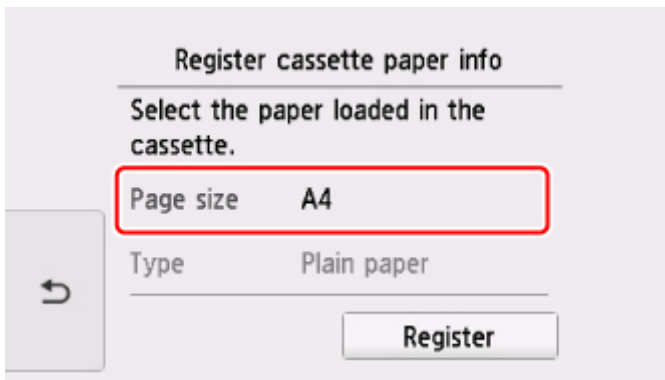 Register cassette paper info
Select the paper loaded in the
cassette.
Page size A4
Type Plain paper
Register